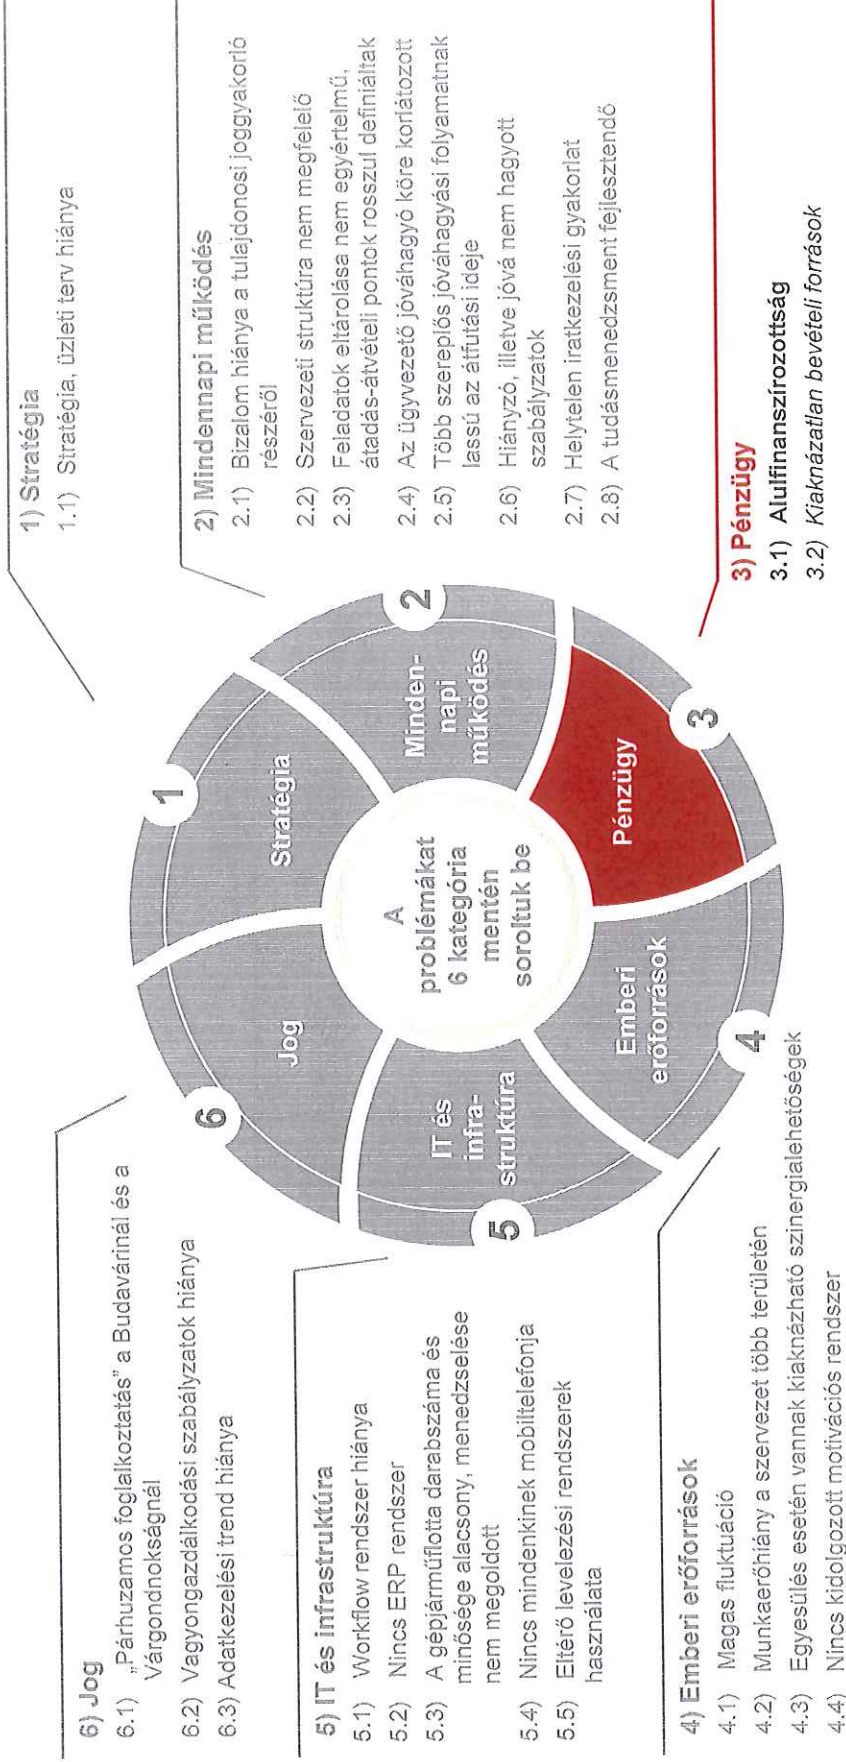 1) Stratégia
1.1) Stratégia, üzleti terv hiánya
2) Mindennapi működés
2.1) Bizalom hiánya a tulajdonosi joggyakorló
részéről
2.2) Szervezeti struktúra nem megfelelő
2.3) Feladatok eltárolása nem egyértelmű,
átadás-átvételi pontok rosszul definiáltak
2.4) Az ügyvezető jóváhagyó köre korlátozott
2.5) Több szereplős jóváhagyási folyamatnak
lassú az átfutási ideje
2.6) Hiányzó, illetve jóvá nem hagyott
szabályzatok
2.7) Helytelen iratkezelési gyakorlat
2.8) A tudásmenedzsment fejlesztendő
3) Pénzügy
3.1) Alulfinanszírozottság
3.2) Kiaknázatlan bevételi források
1
Stratégia
2
Minden-
napi
működés
3
Pénzügy
4
Emberi
erőforrások
5
IT és
infra-
struktúra
6
Jog
A
problémákat
6 kategória
mentén
soroltuk be
6) Jog
6.1) „Párhuzamos foglalkoztatás” a Budavárinál és a
Várgondnokságnál
6.2) Vagyongazdálkodási szabályzatok hiánya
6.3) Adatkezelési trend hiánya
5) IT és infrastruktúra
5.1) Workflow rendszer hiánya
5.2) Nincs ERP rendszer
5.3) A gépjárműflotta darabszáma és
minősége alacsony, menedzselése
nem megoldott
5.4) Nincs mindenkinek mobiltelefonja
5.5) Eltérő levelezési rendszerek
használata
4) Emberi erőforrások
4.1) Magas fluktuáció
4.2) Munkaerőhiány a szervezet több területén
4.3) Egyesülés esetén vannak kiaknázható szinergialehetőségek
4.4) Nincs kidolgozott motivációs rendszer